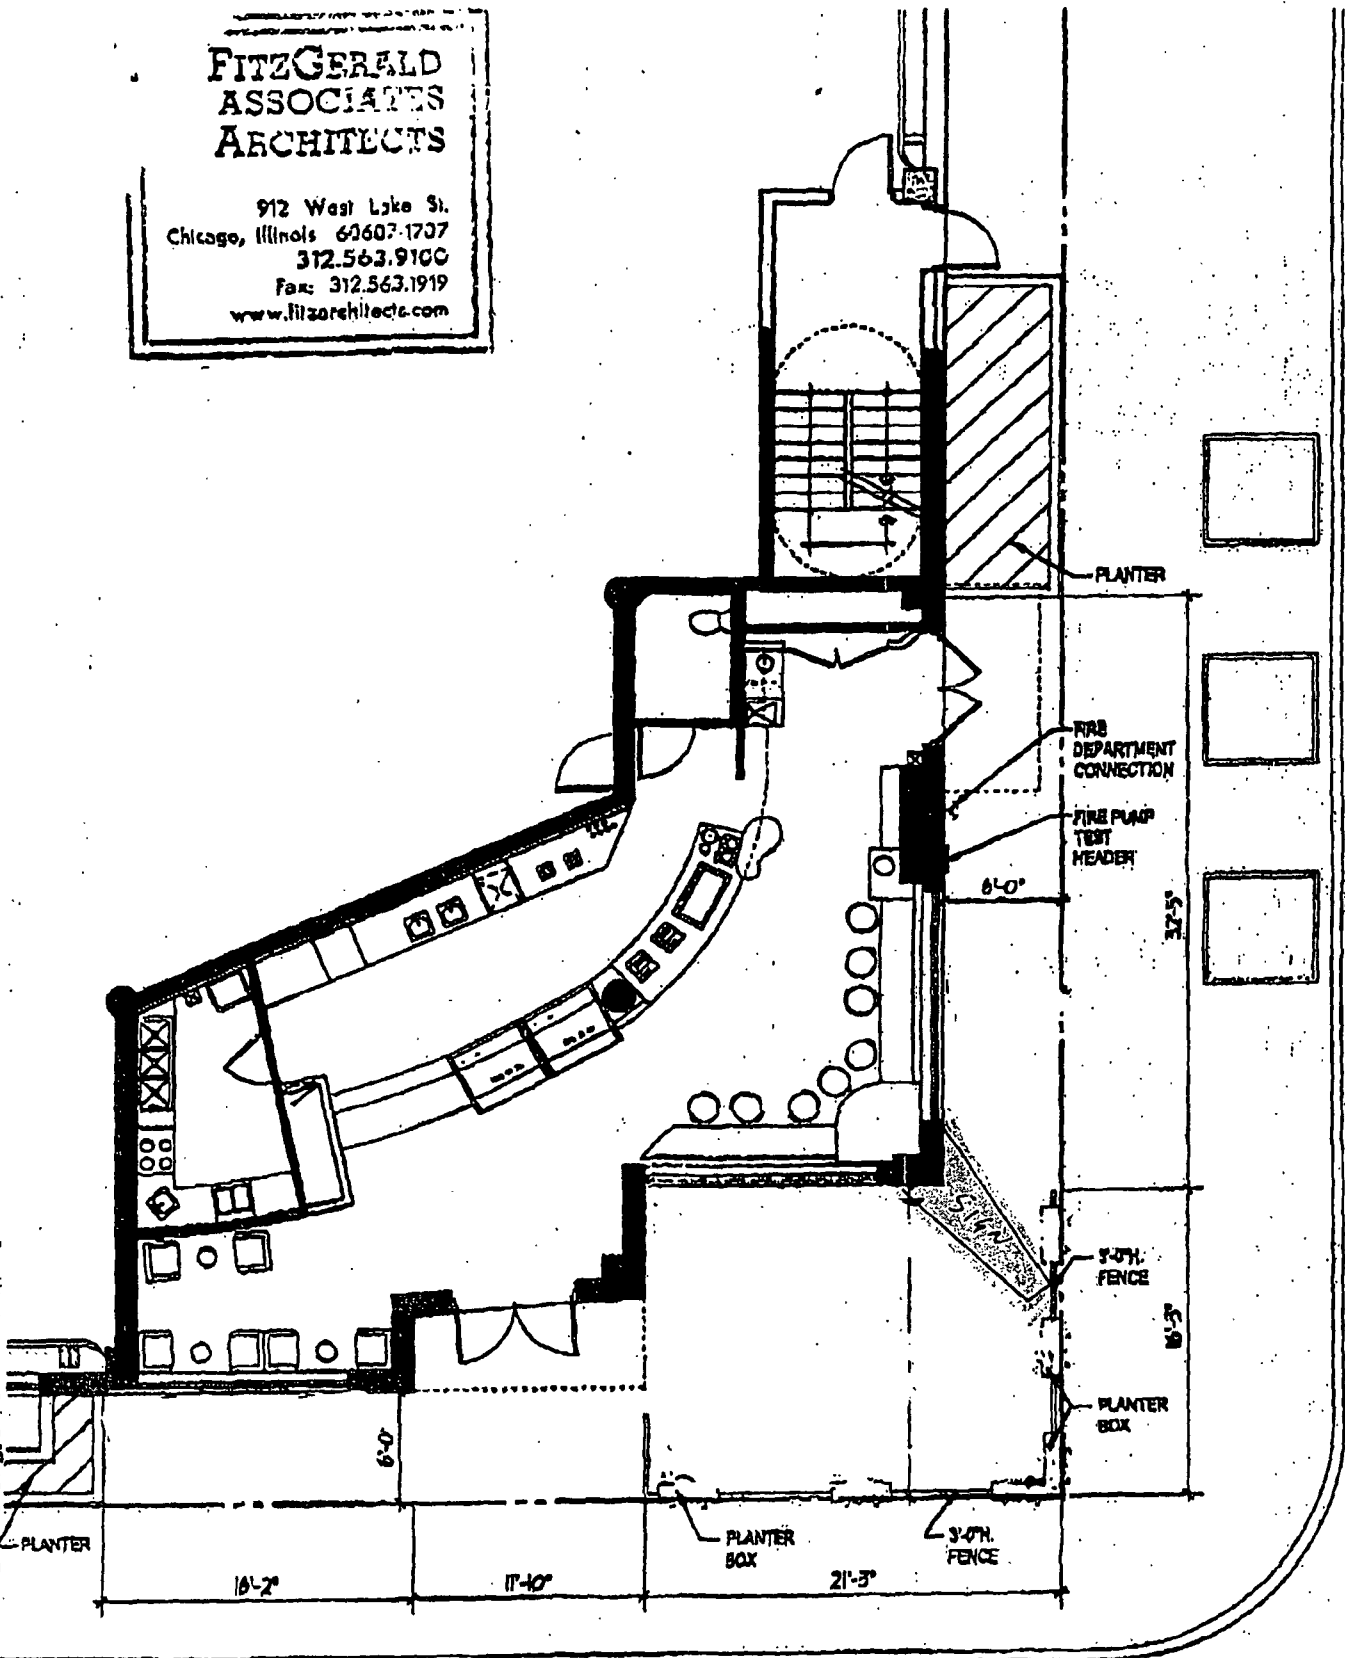 FITZGERALD
ASSOCIATES
ARCHITECTS
912 West Lake St.
Chicago, Illinois 60607-1707
312.563.9100
Fax: 312.563.1919
www.fitzarchitects.com
PLANTER
FIRE
DEPARTMENT
CONNECTION
FIRE PUMP
TEST
HEADER
6'-0"
32'-5"
SIGN
3'-0"H.
FENCE
16'-3"
PLANTER
BOX
6'-0"
PLANTER
PLANTER
BOX
3'-0"H.
FENCE
16'-2"
11'-10"
21'-3"